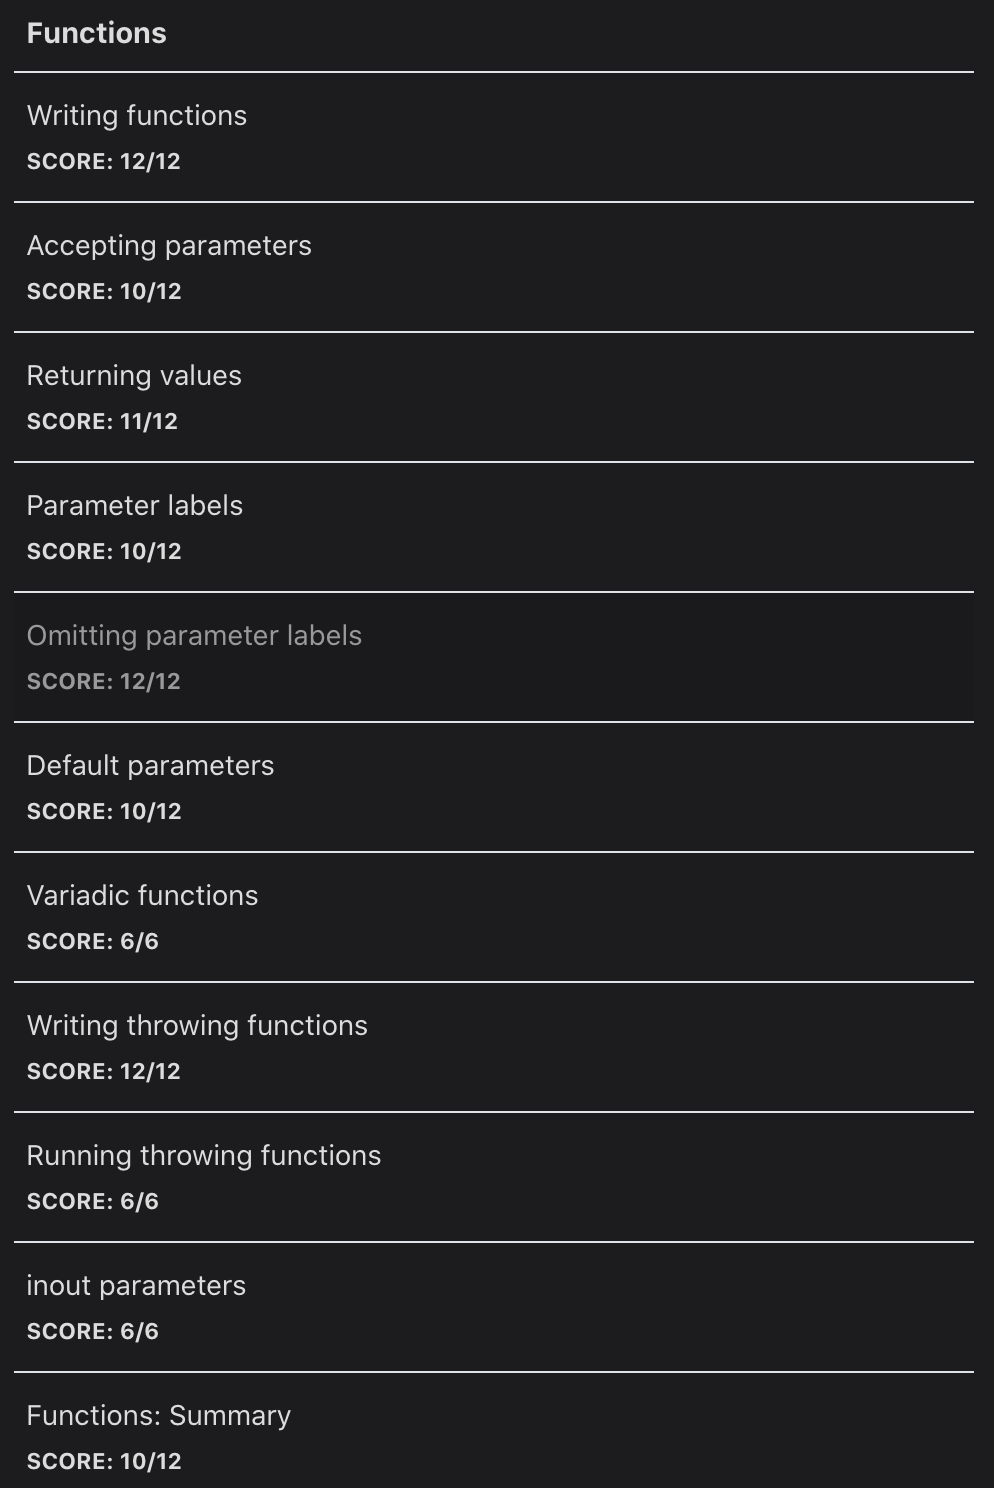 Functions
Writing functions
SCORE: 12/12
Accepting parameters
SCORE: 10/12
Returning values
SCORE: 11/12
Parameter labels
SCORE: 10/12
Omitting parameter labels
SCORE: 12/12
Default parameters
SCORE: 10/12
Variadic functions
SCORE: 6/6
Writing throwing functions
SCORE: 12/12
Running throwing functions
SCORE: 6/6
inout parameters
SCORE: 6/6
Functions: Summary
SCORE: 10/12